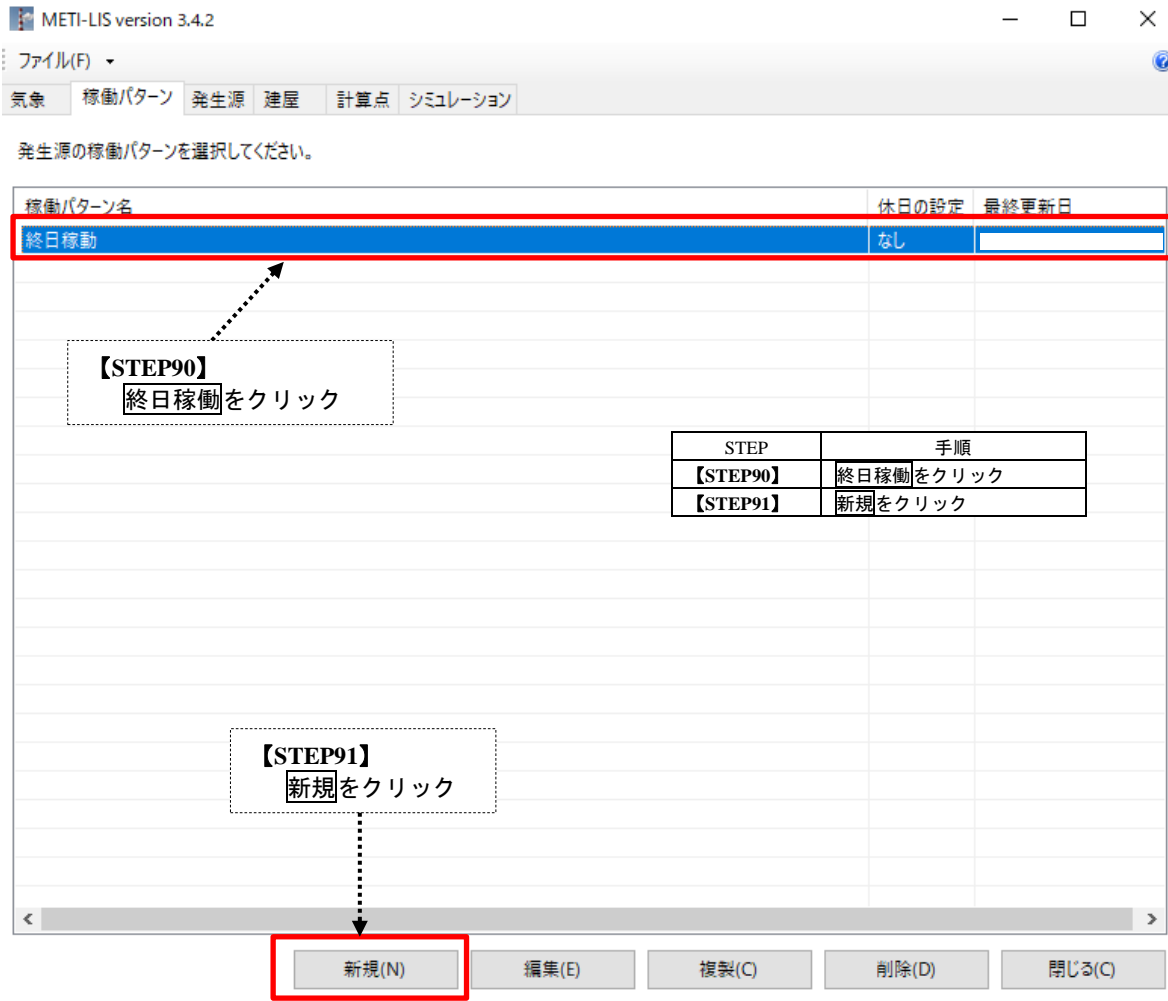 METI-LIS version 3.4.2
ファイル(F)
気象 稼働パターン 発生源 建屋 計算点 シミュレーション
発生源の稼働パターンを選択してください。
稼働パターン名 休日の設定 最終更新日
終日稼動 なし
【STEP90】
終日稼働をクリック
STEP 手順
【STEP90】 終日稼働をクリック
【STEP91】 新規をクリック
【STEP91】
新規をクリック
新規(N) 編集(E) 複製(C) 削除(D) 閉じる(C)